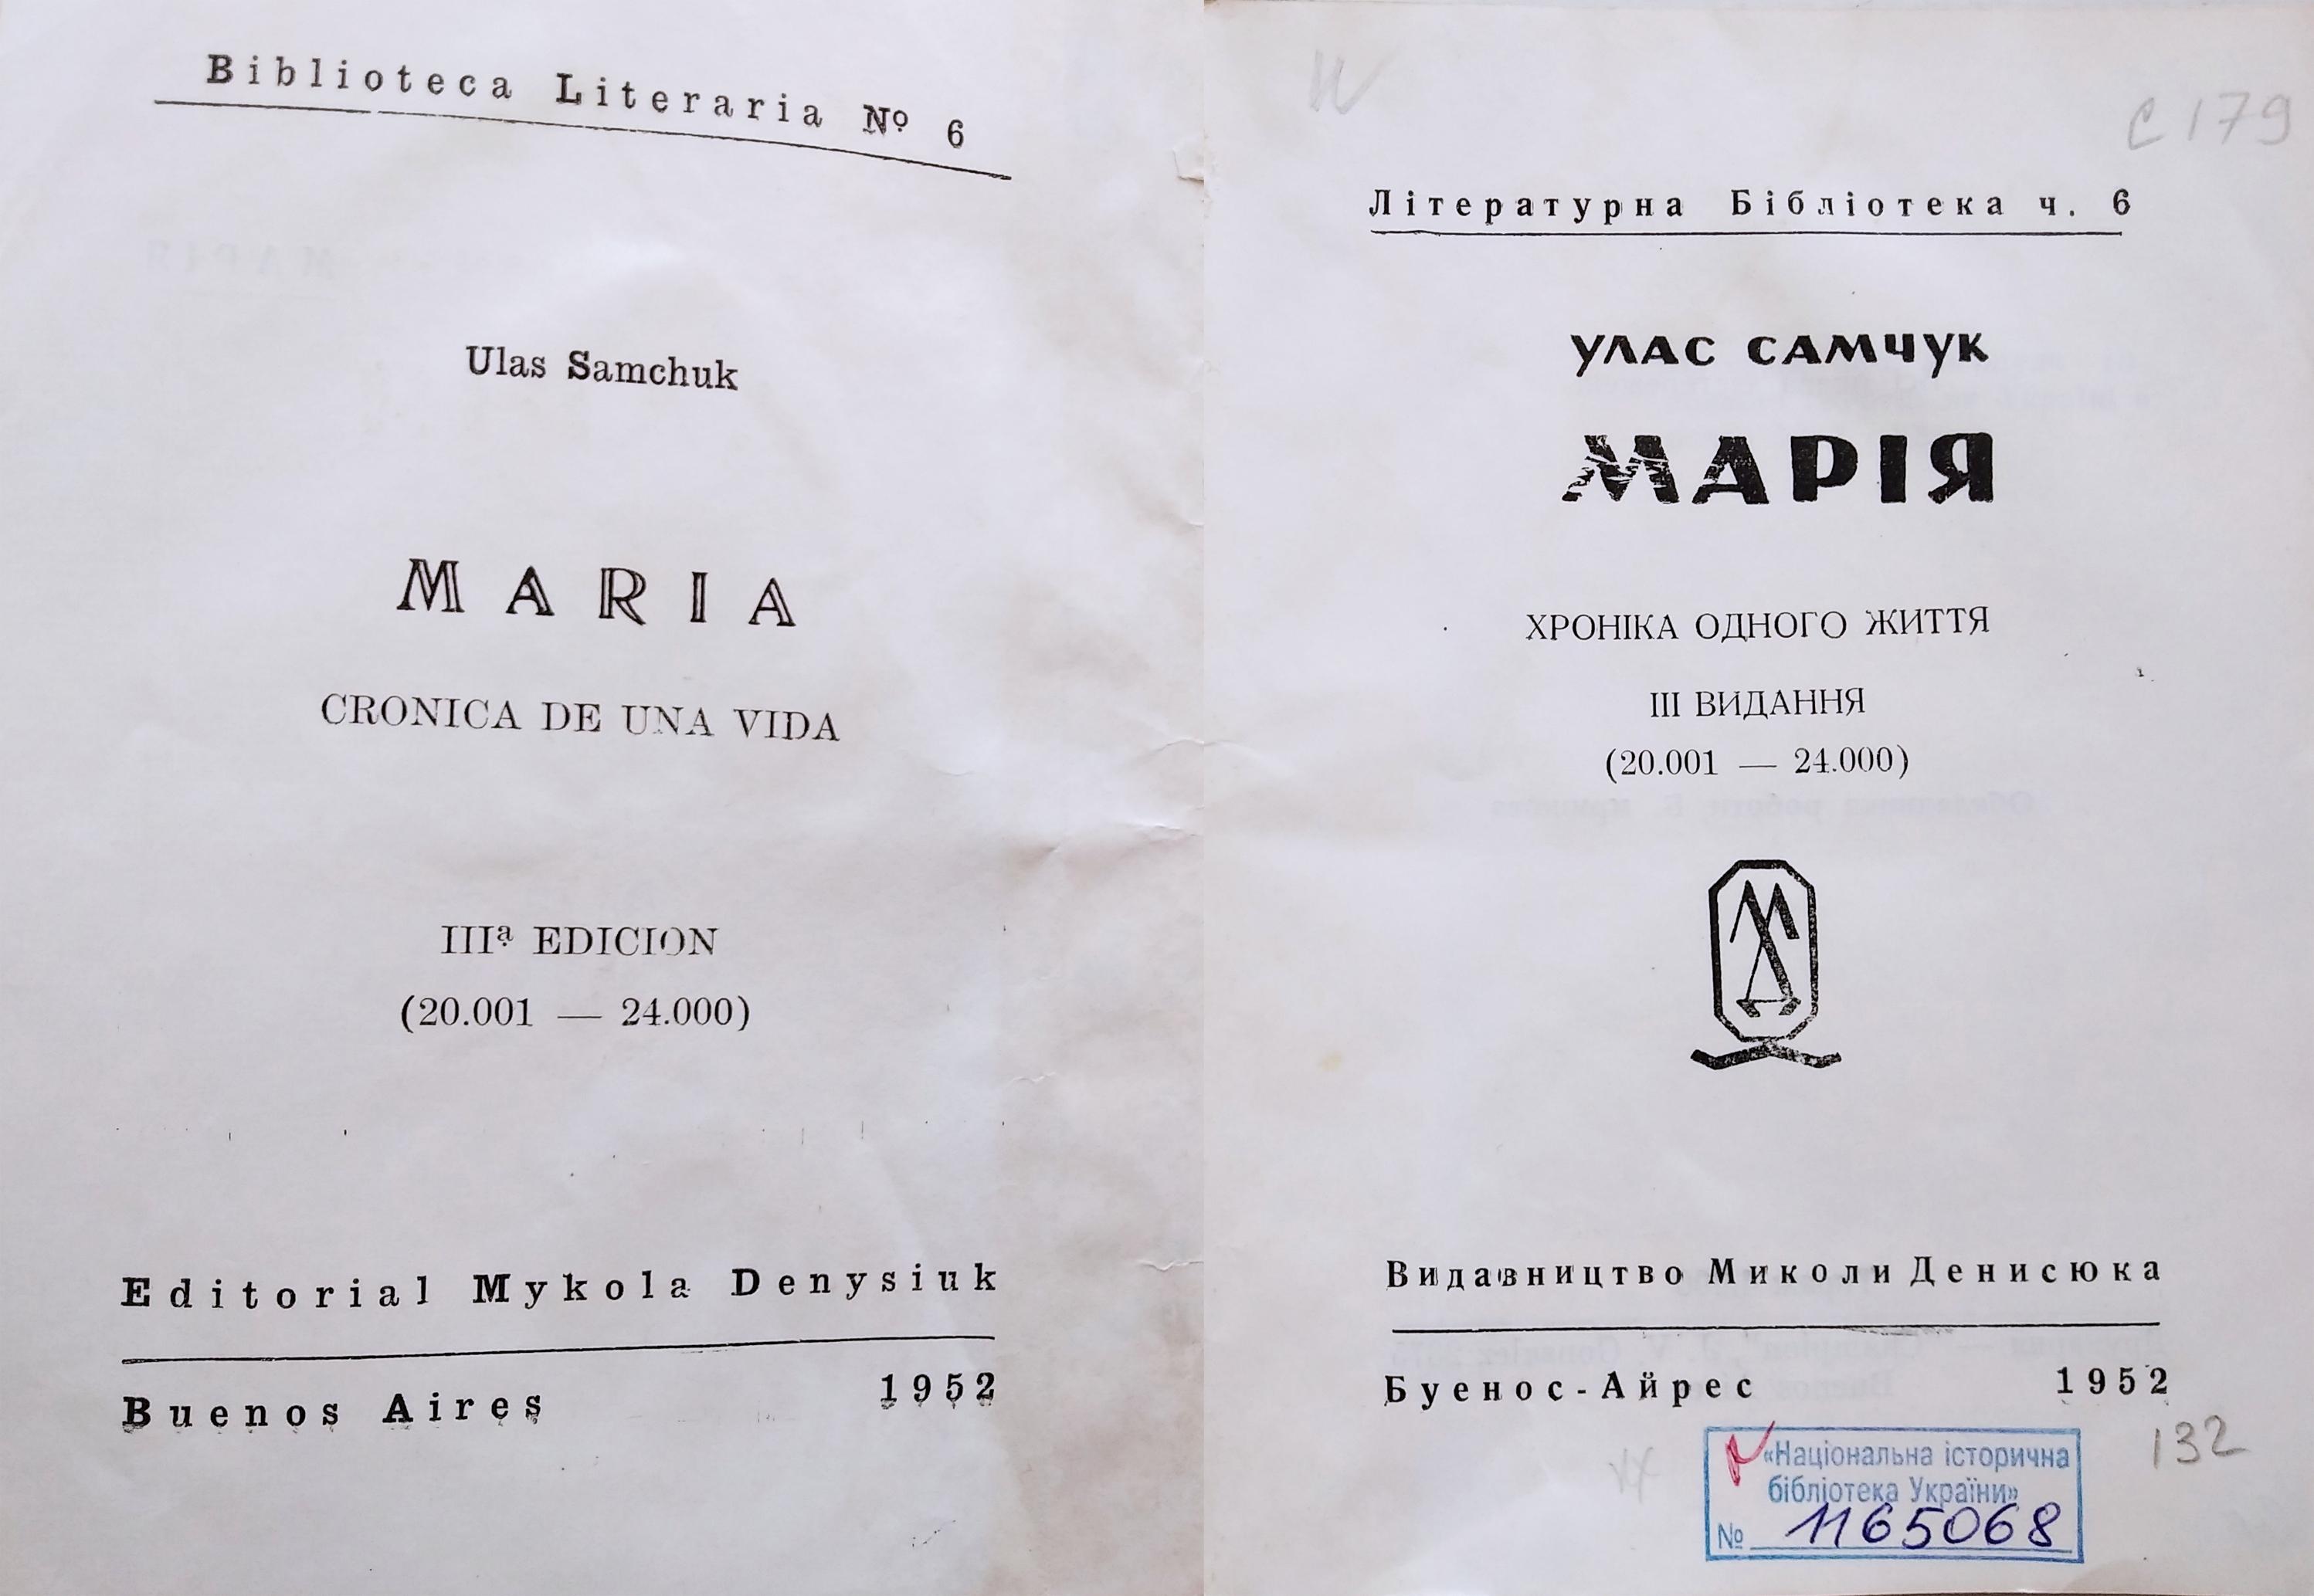 Biblioteca Literaria Nº 6
Ulas Samchuk
MARIA
CRONICA DE UNA VIDA
IIIª EDICION
(20.001 — 24.000)
Editorial Mykola Denysiuk
Buenos Aires 1952
С179
Літературна Бібліотека ч. 6
УЛАС САМЧУК
МАРІЯ
ХРОНІКА ОДНОГО ЖИТТЯ
III ВИДАННЯ
(20.001 — 24.000)
Видавництво Миколи Денисюка
Буенос-Айрес 1952
132
«Національна історична
бібліотека України»
№ 1165068